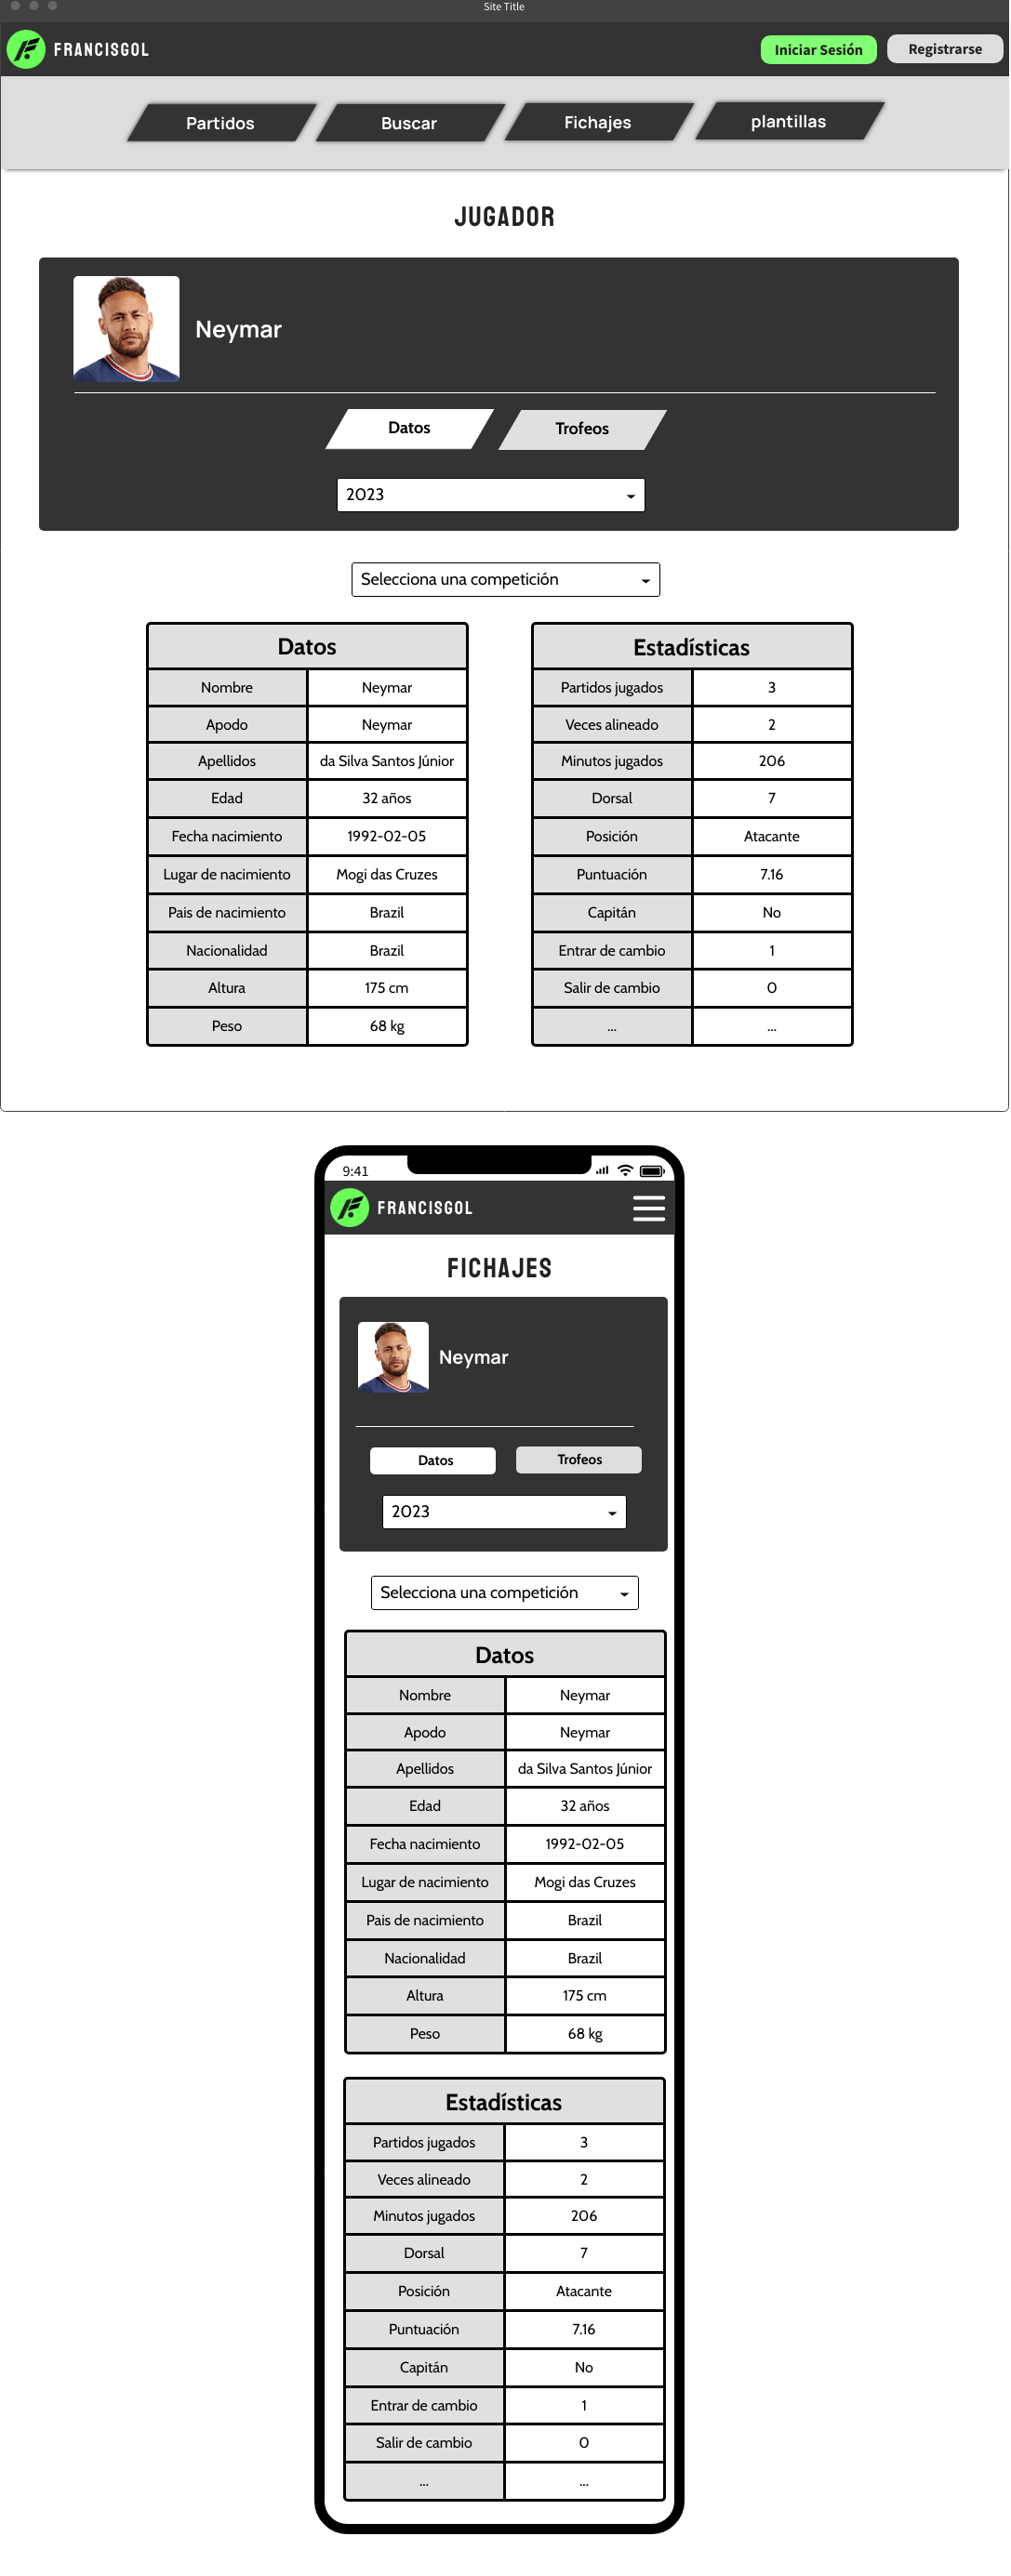 Site Title
FRANCISGOL
Iniciar Sesión
Registrarse
Partidos
Buscar
Fichajes
plantillas
JUGADOR
Neymar
Datos
Trofeos
2023
Selecciona una competición
Datos
Nombre Neymar
Apodo Neymar
Apellidos da Silva Santos Júnior
Edad 32 años
Fecha nacimiento 1992-02-05
Lugar de nacimiento Mogi das Cruzes
Pais de nacimiento Brazil
Nacionalidad Brazil
Altura 175 cm
Peso 68 kg
Estadísticas
Partidos jugados 3
Veces alineado 2
Minutos jugados 206
Dorsal 7
Posición Atacante
Puntuación 7.16
Capitán No
Entrar de cambio 1
Salir de cambio 0
... ...
9:41
FRANCISGOL
FICHAJES
Neymar
Datos
Trofeos
2023
Selecciona una competición
Datos
Nombre Neymar
Apodo Neymar
Apellidos da Silva Santos Júnior
Edad 32 años
Fecha nacimiento 1992-02-05
Lugar de nacimiento Mogi das Cruzes
Pais de nacimiento Brazil
Nacionalidad Brazil
Altura 175 cm
Peso 68 kg
Estadísticas
Partidos jugados 3
Veces alineado 2
Minutos jugados 206
Dorsal 7
Posición Atacante
Puntuación 7.16
Capitán No
Entrar de cambio 1
Salir de cambio 0
... ...